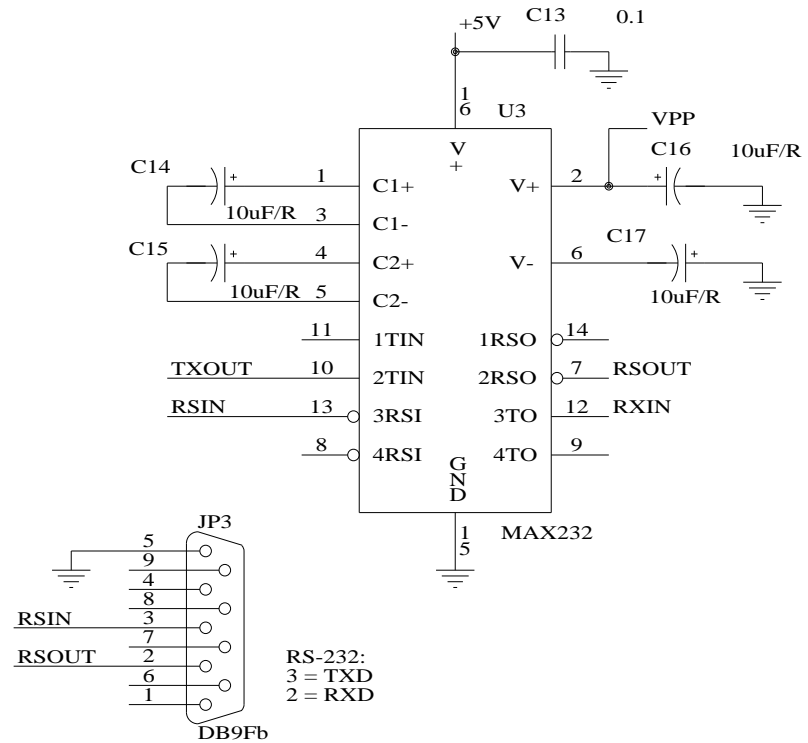 +5V
C13
0.1
1
6
U3
V
+
VPP
C14
1
C1+
V+
2
+
C16
10uF/R
+
10uF/R
3
C1-
C15
4
C2+
V-
6
C17
+
+
10uF/R
5
C2-
10uF/R
11
1TIN
1RSO
14
TXOUT
10
2TIN
2RSO
7
RSOUT
RSIN
13
3RSI
3TO
12
RXIN
8
4RSI
4TO
9
G
N
D
1
5
MAX232
JP3
5
9
4
8
RSIN
3
7
RSOUT
2
6
1
DB9Fb
RS-232:
3 = TXD
2 = RXD